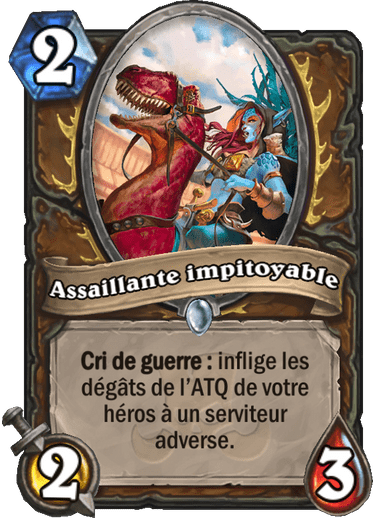 2
Assaillante impitoyable
Cri de guerre : inflige les
dégâts de l'ATQ de votre
héros à un serviteur
adverse.
2
3